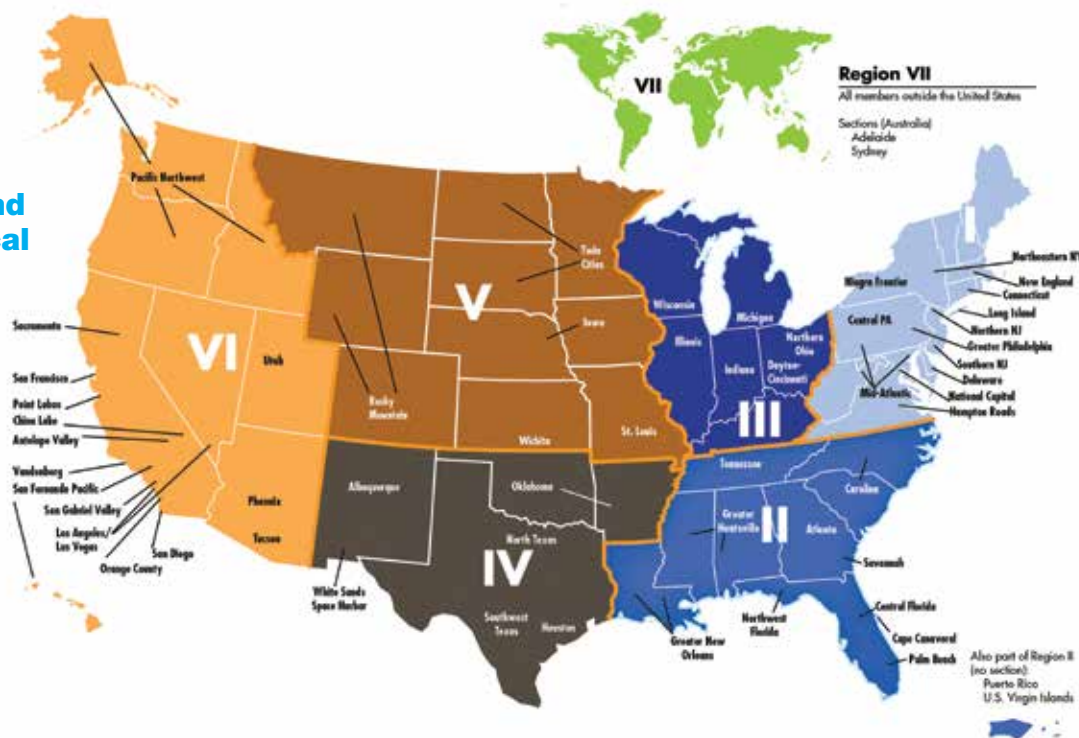 nd
al
VII
Region VII
All members outside the United States
Sections (Australia)
Adelaide
Sydney
Pacific Northwest
I
Northeastern NY
Niagra Frontier
New England
Connecticut
Twin
Cities
V
Wisconsin
Michigan
Long Island
Central PA
Northern NJ
Sacramento
Iowa
Illinois
Northern
Ohio
Greater Philadelphia
VI
Utah
Indiana
Dayton-
Cincinnati
Southern NJ
Delaware
San Francisco
Mid-Atlantic
National Capital
Rocky
Mountain
Hampton Roads
Point Lobos
China Lake
III
Antelope Valley
Wichita
St. Louis
Vandenberg
Tennessee
San Fernando Pacific
Albuquerque
Oklahoma
Carolina
Phoenix
San Gabriel Valley
Greater
Huntsville
N
Atlanta
Los Angeles/
Las Vegas
Tucson
North Texas
San Diego
Orange County
IV
Savannah
White Sands
Space Harbor
Southwest
Texas
Houston
Northwest
Florida
Central Florida
Greater New
Orleans
Cape Canaveral
Palm Beach
Also part of Region II
(no section):
Puerto Rico
U.S. Virgin Islands